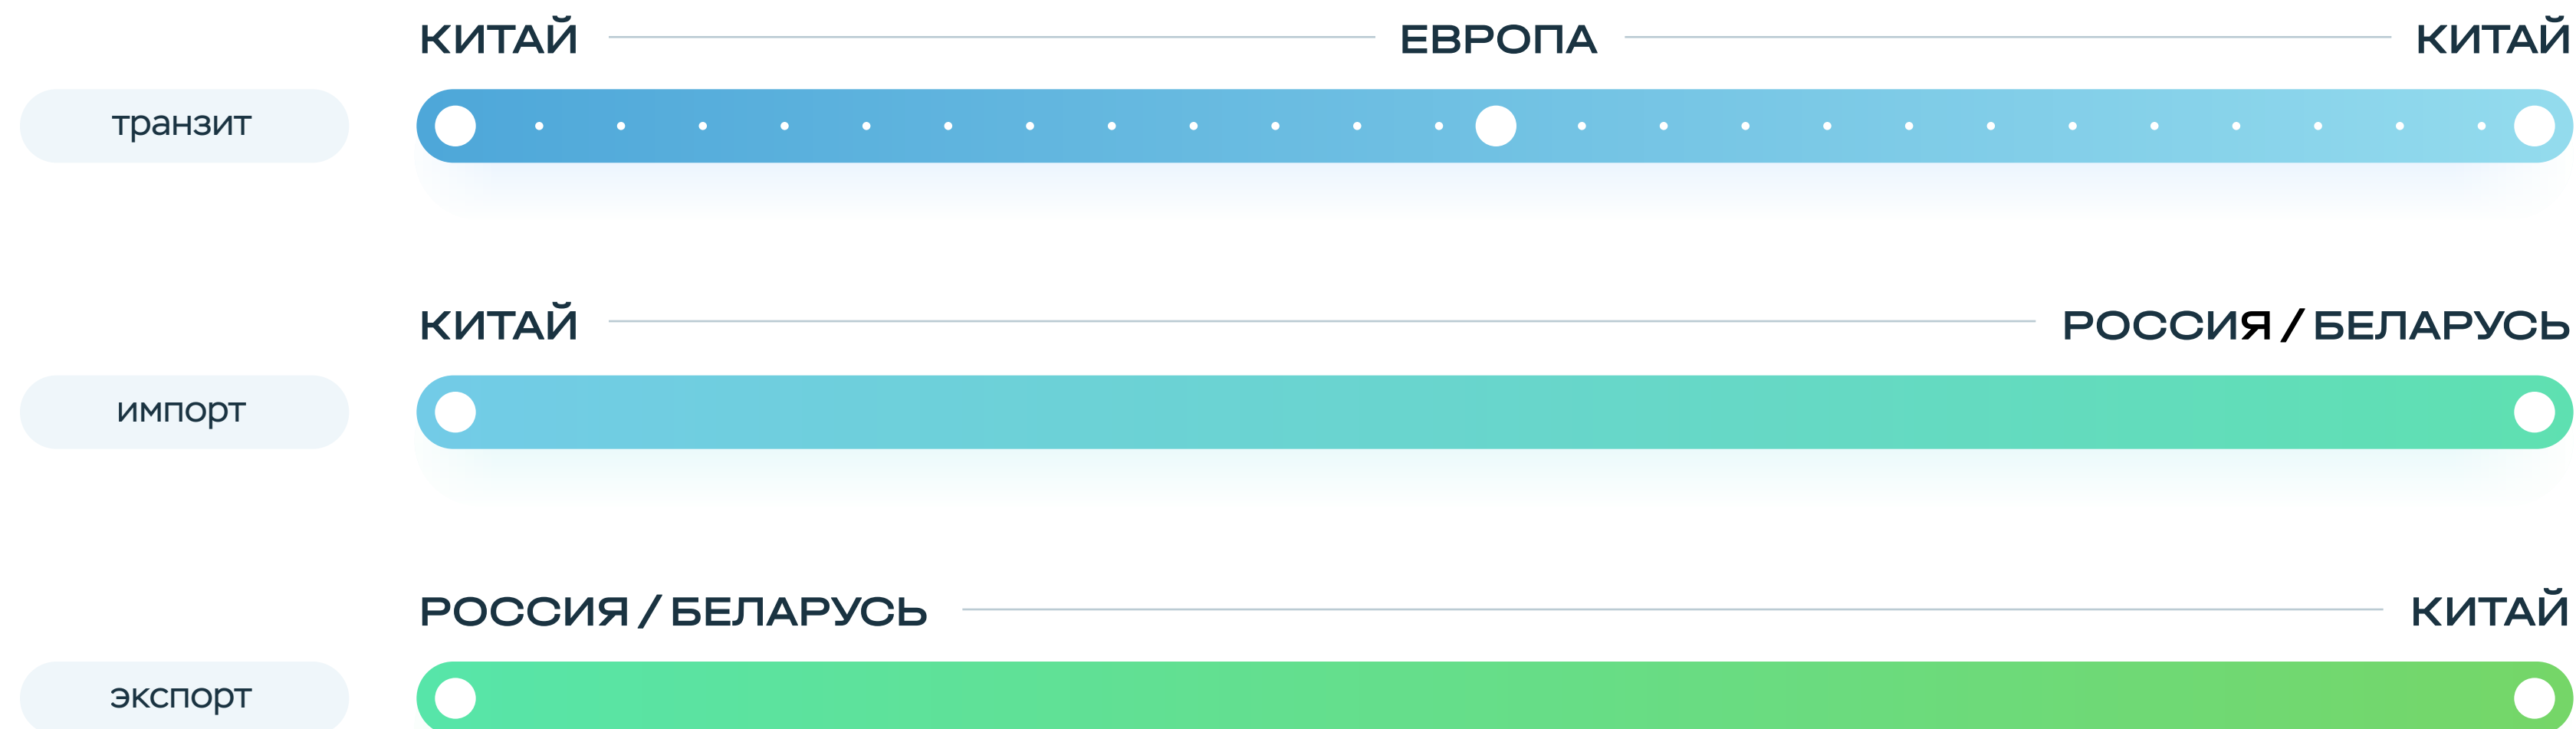 КИТАЙ ЕВРОПА КИТАЙ
транзит
КИТАЙ РОССИЯ / БЕЛАРУСЬ
импорт
РОССИЯ / БЕЛАРУСЬ КИТАЙ
экспорт